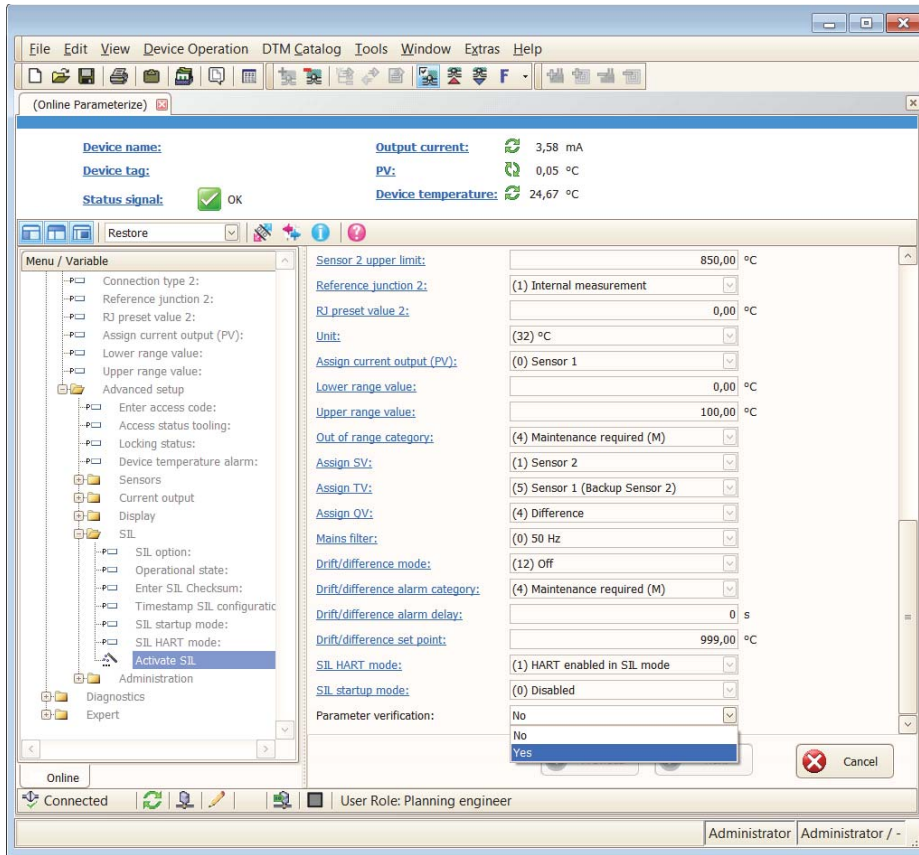 File Edit View Device Operation DTM Catalog Tools Window Extras Help
F
(Online Parameterize)
Device name:
Output current: 3,58 mA
Device tag:
PV: 0,05 °C
Status signal: OK
Device temperature: 24,67 °C
Restore
Menu / Variable
Connection type 2:
Reference junction 2:
RJ preset value 2:
Assign current output (PV):
Lower range value:
Upper range value:
Advanced setup
Enter access code:
Access status tooling:
Locking status:
Device temperature alarm:
Sensors
Current output
Display
SIL
SIL option:
Operational state:
Enter SIL Checksum:
Timestamp SIL configuratio
SIL startup mode:
SIL HART mode:
Activate SIL
Administration
Diagnostics
Expert
Online
Sensor 2 upper limit: 850,00 °C
Reference junction 2: (1) Internal measurement
RJ preset value 2: 0,00 °C
Unit: (32) °C
Assign current output (PV): (0) Sensor 1
Lower range value: 0,00 °C
Upper range value: 100,00 °C
Out of range category: (4) Maintenance required (M)
Assign SV: (1) Sensor 2
Assign TV: (5) Sensor 1 (Backup Sensor 2)
Assign QV: (4) Difference
Mains filter: (0) 50 Hz
Drift/difference mode: (12) Off
Drift/difference alarm category: (4) Maintenance required (M)
Drift/difference alarm delay: 0 s
Drift/difference set point: 999,00 °C
SIL HART mode: (1) HART enabled in SIL mode
SIL startup mode: (0) Disabled
Parameter verification: No
No
Yes
Cancel
Connected
User Role: Planning engineer
Administrator Administrator / -